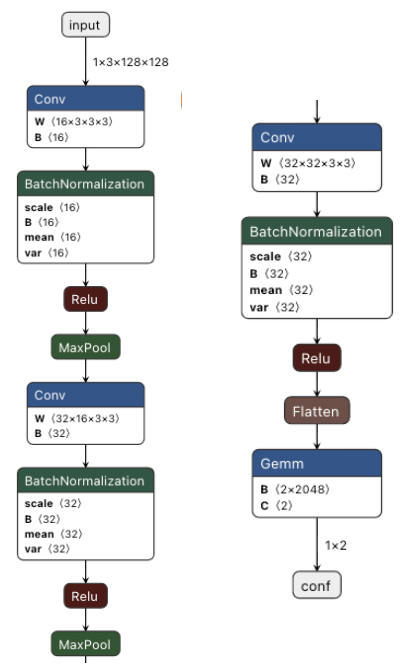 input
1×3×128×128
Conv
W ⟨16×3×3×3⟩
B ⟨16⟩
BatchNormalization
scale ⟨16⟩
B ⟨16⟩
mean ⟨16⟩
var ⟨16⟩
Relu
MaxPool
Conv
W ⟨32×16×3×3⟩
B ⟨32⟩
BatchNormalization
scale ⟨32⟩
B ⟨32⟩
mean ⟨32⟩
var ⟨32⟩
Relu
MaxPool
Conv
W ⟨32×32×3×3⟩
B ⟨32⟩
BatchNormalization
scale ⟨32⟩
B ⟨32⟩
mean ⟨32⟩
var ⟨32⟩
Relu
Flatten
Gemm
B ⟨2×2048⟩
C ⟨2⟩
1×2
conf